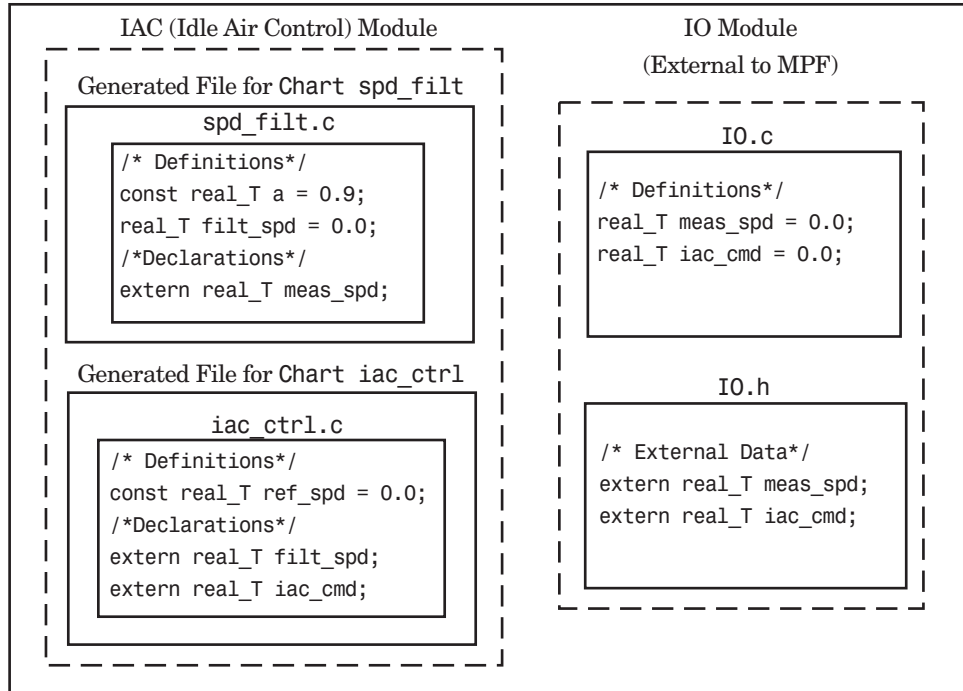 IAC (Idle Air Control) Module
Generated File for Chart spd_filt
spd_filt.c
/* Definitions*/
const real_T a = 0.9;
real_T filt_spd = 0.0;
/*Declarations*/
extern real_T meas_spd;
Generated File for Chart iac_ctrl
iac_ctrl.c
/* Definitions*/
const real_T ref_spd = 0.0;
/*Declarations*/
extern real_T filt_spd;
extern real_T iac_cmd;
IO Module
(External to MPF)
IO.c
/* Definitions*/
real_T meas_spd = 0.0;
real_T iac_cmd = 0.0;
IO.h
/* External Data*/
extern real_T meas_spd;
extern real_T iac_cmd;